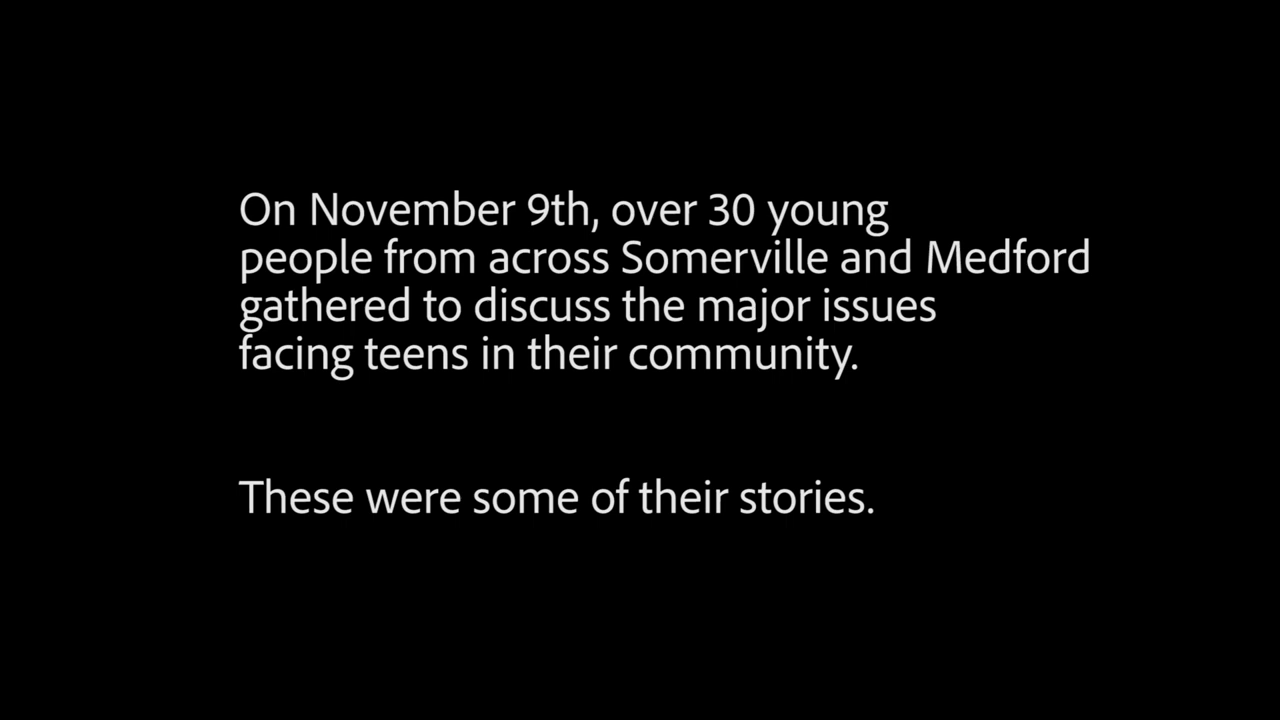 On November 9th, over 30 young
people from across Somerville and Medford
gathered to discuss the major issues
facing teens in their community.
These were some of their stories.